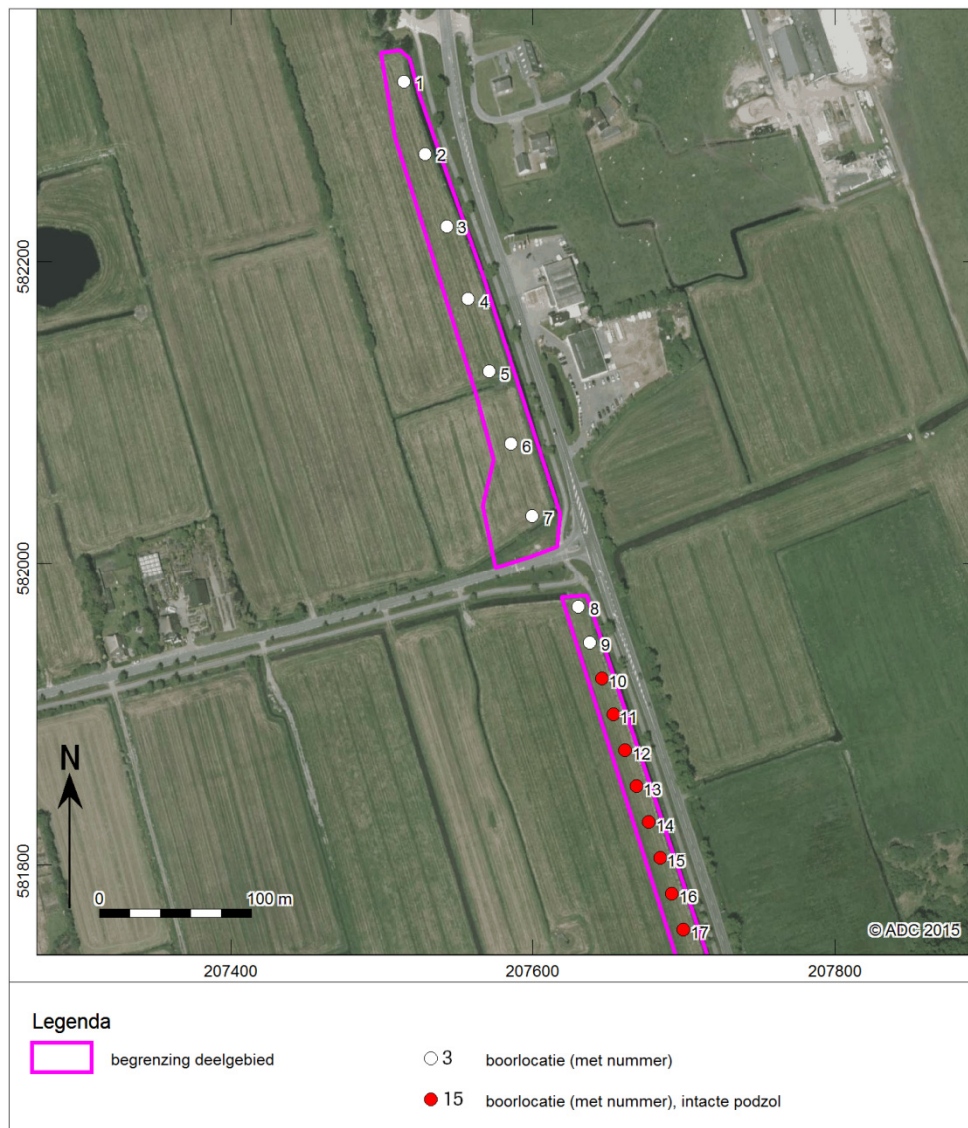 1
2
3
4
5
6
7
8
9
10
11
12
13
14
15
16
17
582200
582000
581800
N
0 100 m
© ADC 2015
207400 207600 207800
Legenda
begrenzing deelgebied
3 boorlocatie (met nummer)
15 boorlocatie (met nummer), intacte podzol